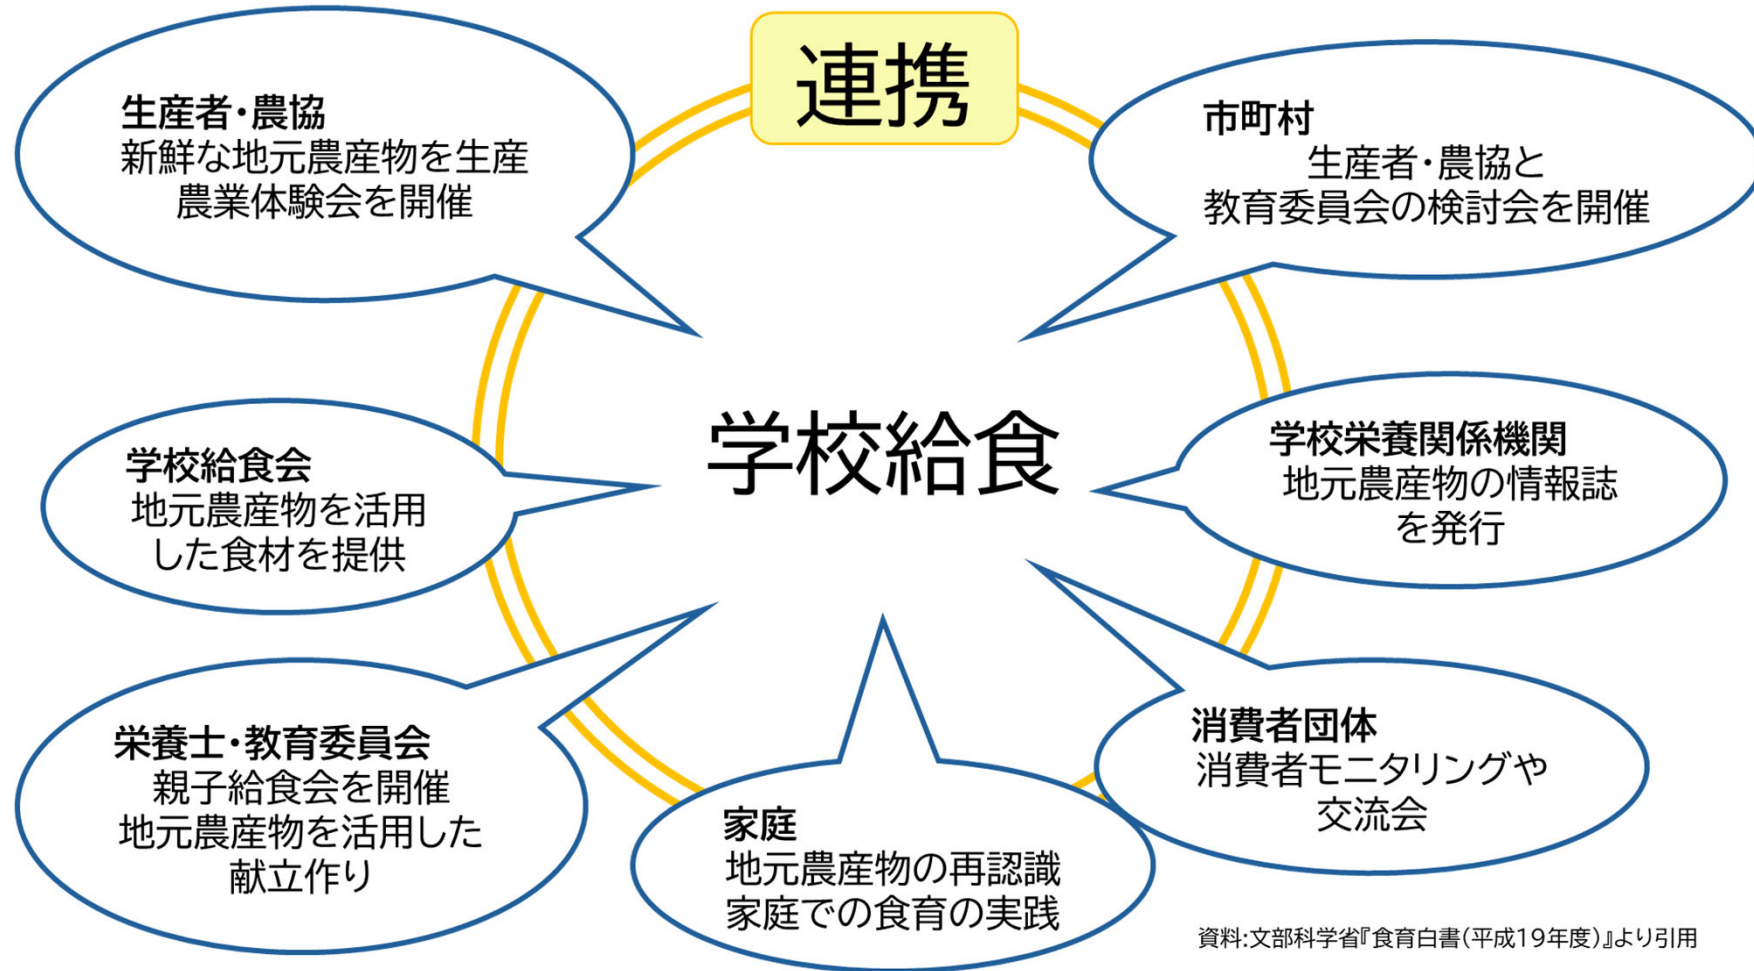 連携
生産者・農協
新鮮な地元農産物を生産
農業体験会を開催
市町村
生産者・農協と
教育委員会の検討会を開催
学校給食
学校給食会
地元農産物を活用
した食材を提供
学校栄養関係機関
地元農産物の情報誌
を発行
栄養士・教育委員会
親子給食会を開催
地元農産物を活用した
献立作り
家庭
地元農産物の再認識
家庭での食育の実践
消費者団体
消費者モニタリングや
交流会
資料:文部科学省『食育白書(平成19年度)』より引用